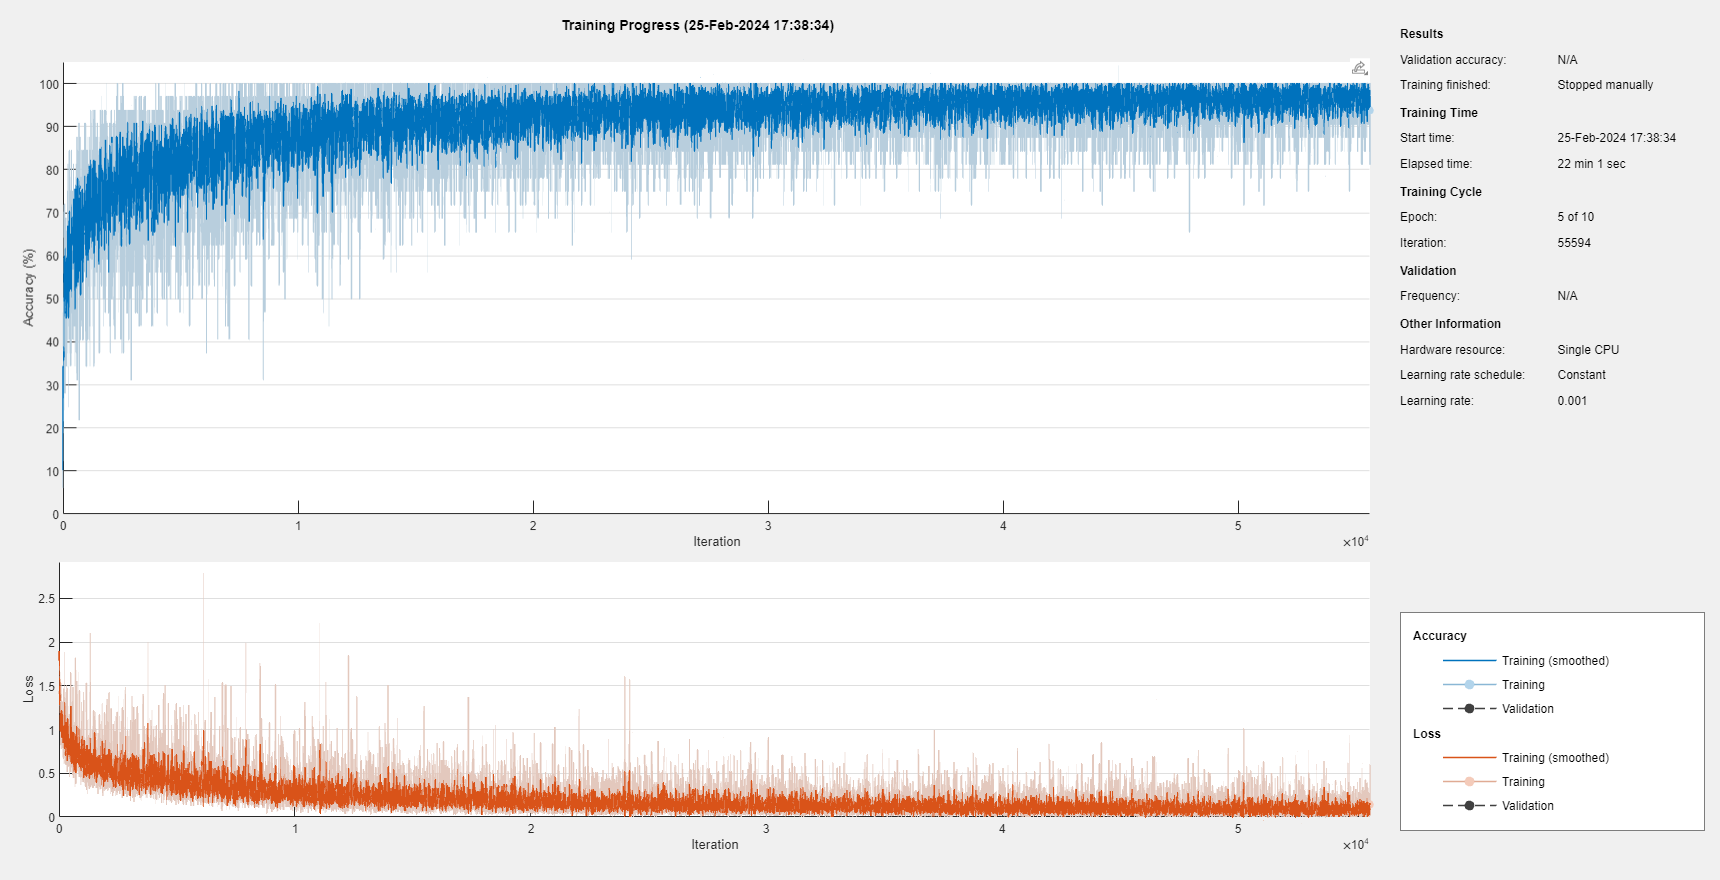 Training Progress (25-Feb-2024 17:38:34)
100
90
80
70
60
50
40
30
20
10
0
Accuracy (%)
0 1 2 3 4 5
Iteration
×10⁴
2.5
2
1.5
1
0.5
0
Loss
0 1 2 3 4 5
Iteration
×10⁴
Results
Validation accuracy: N/A
Training finished: Stopped manually
Training Time
Start time: 25-Feb-2024 17:38:34
Elapsed time: 22 min 1 sec
Training Cycle
Epoch: 5 of 10
Iteration: 55594
Validation
Frequency: N/A
Other Information
Hardware resource: Single CPU
Learning rate schedule: Constant
Learning rate: 0.001
Accuracy
Training (smoothed)
Training
Validation
Loss
Training (smoothed)
Training
Validation